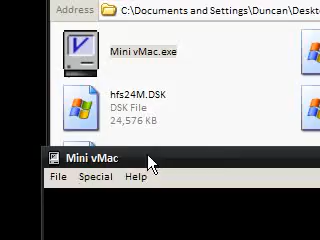 Address C:\Documents and Settings\Duncan\Deskto
Mini vMac.exe
hfs24M.DSK
DSK File
24,576 KB
Mini vMac
File Special Help